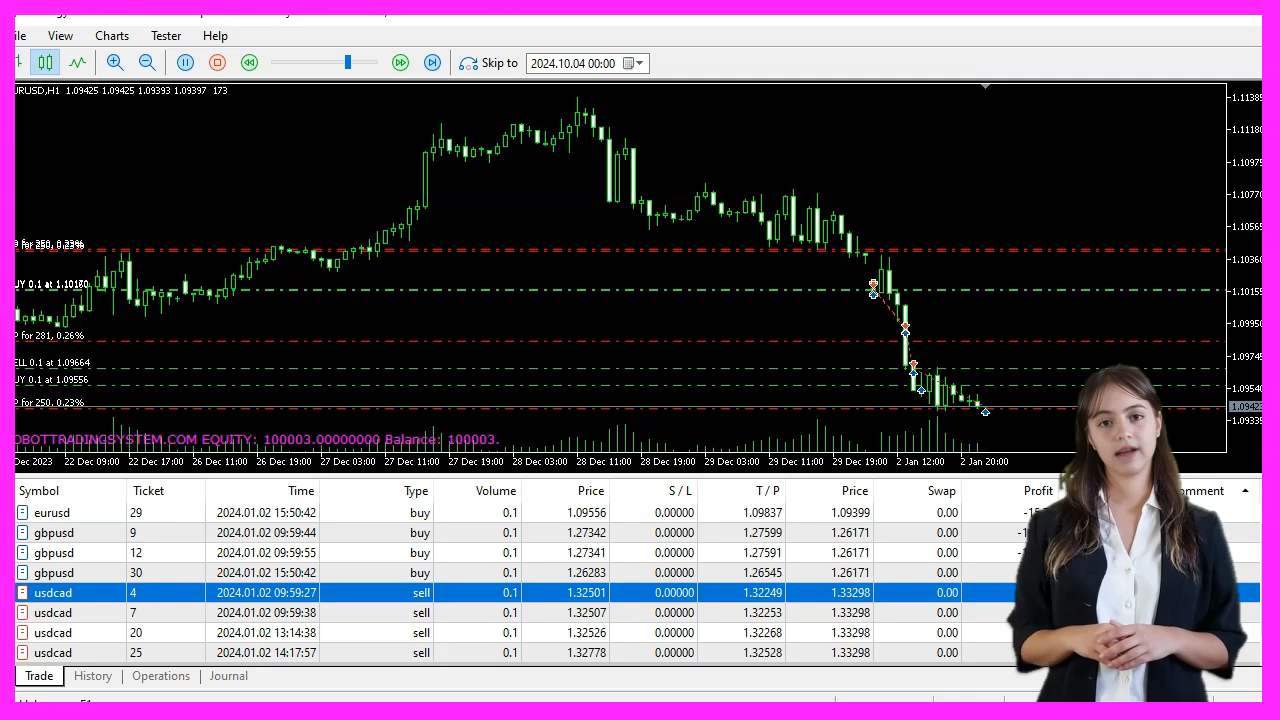 ile View Charts Tester Help
Skip to 2024.10.04 00:00
URUSD,H1 1.09425 1.09425 1.09393 1.09397 173
1.11385
1.11180
1.10975
1.10770
1.10565
P for 250, 0.23%
1.10360
UY 0.1 at 1.10160
1.10155
1.09950
P for 281, 0.26%
1.09745
ELL 0.1 at 1.09664
UY 0.1 at 1.09556
1.09540
P for 250, 0.23%
1.09423
1.09335
OBOTTRADINGSYSTEM.COM EQUITY: 100003.00000000 Balance: 100003.
Dec 2023 22 Dec 09:00 22 Dec 17:00 26 Dec 11:00 26 Dec 19:00 27 Dec 03:00 27 Dec 11:00 27 Dec 19:00 28 Dec 03:00 28 Dec 11:00 28 Dec 19:00 29 Dec 03:00 29 Dec 11:00 29 Dec 19:00 2 Jan 12:00 2 Jan 20:00
Symbol Ticket Time Type Volume Price S / L T / P Price Swap Profit omment
eurusd 29 2024.01.02 15:50:42 buy 0.1 1.09556 0.00000 1.09837 1.09399 0.00
gbpusd 9 2024.01.02 09:59:44 buy 0.1 1.27342 0.00000 1.27599 1.26171 0.00
gbpusd 12 2024.01.02 09:59:55 buy 0.1 1.27341 0.00000 1.27591 1.26171 0.00
gbpusd 30 2024.01.02 15:50:42 buy 0.1 1.26283 0.00000 1.26545 1.26171 0.00
usdcad 4 2024.01.02 09:59:27 sell 0.1 1.32501 0.00000 1.32249 1.33298 0.00
usdcad 7 2024.01.02 09:59:38 sell 0.1 1.32507 0.00000 1.32253 1.33298 0.00
usdcad 20 2024.01.02 13:14:38 sell 0.1 1.32526 0.00000 1.32268 1.33298 0.00
usdcad 25 2024.01.02 14:17:57 sell 0.1 1.32778 0.00000 1.32528 1.33298 0.00
Trade History Operations Journal